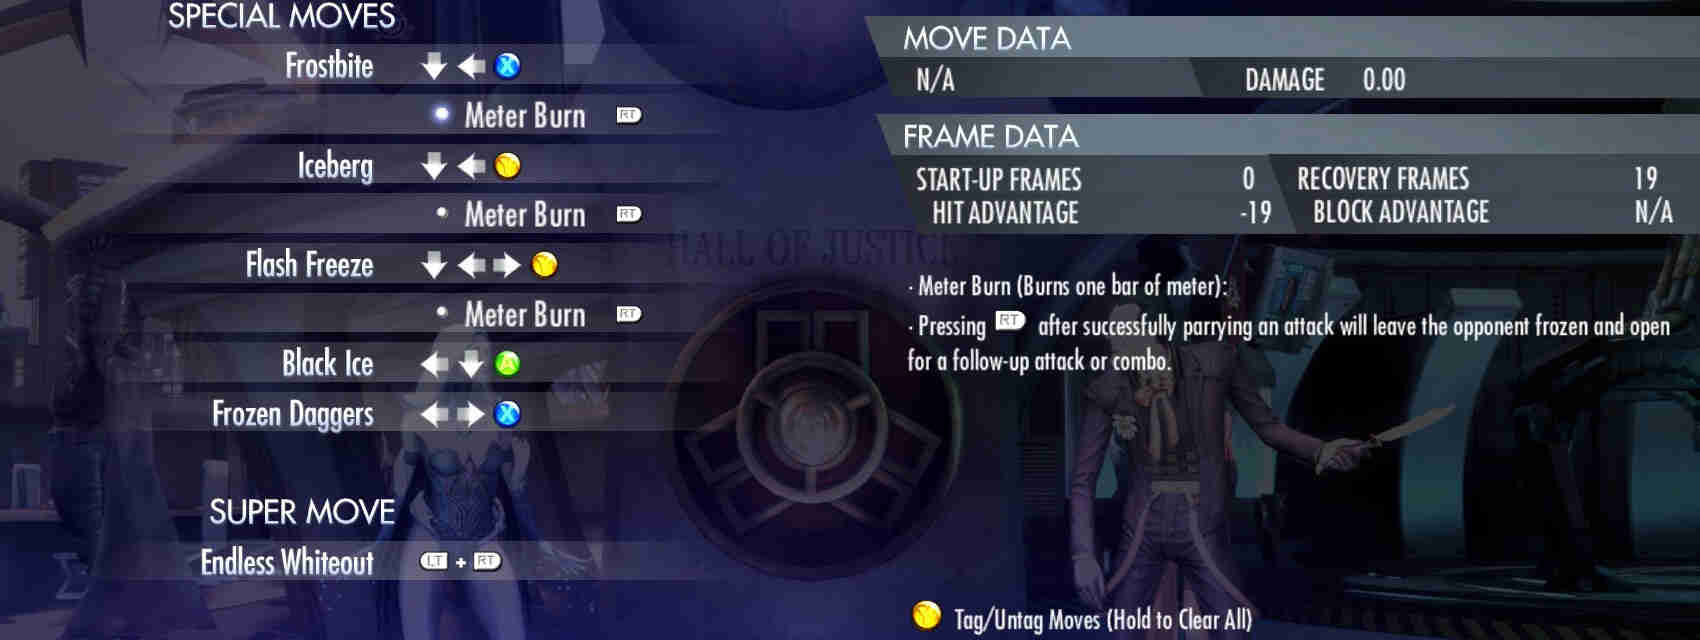 SPECIAL MOVES
Frostbite X
Meter Burn RT
Iceberg Y
Meter Burn RT
Flash Freeze Y
Meter Burn RT
Black Ice A
Frozen Daggers X
SUPER MOVE
Endless Whiteout LT + RT
HALL OF JUSTICE
MOVE DATA
N/A DAMAGE 0.00
FRAME DATA
START-UP FRAMES 0 RECOVERY FRAMES 19
HIT ADVANTAGE -19 BLOCK ADVANTAGE N/A
· Meter Burn (Burns one bar of meter):
· Pressing RT after successfully parrying an attack will leave the opponent frozen and open
for a follow-up attack or combo.
Y Tag/Untag Moves (Hold to Clear All)